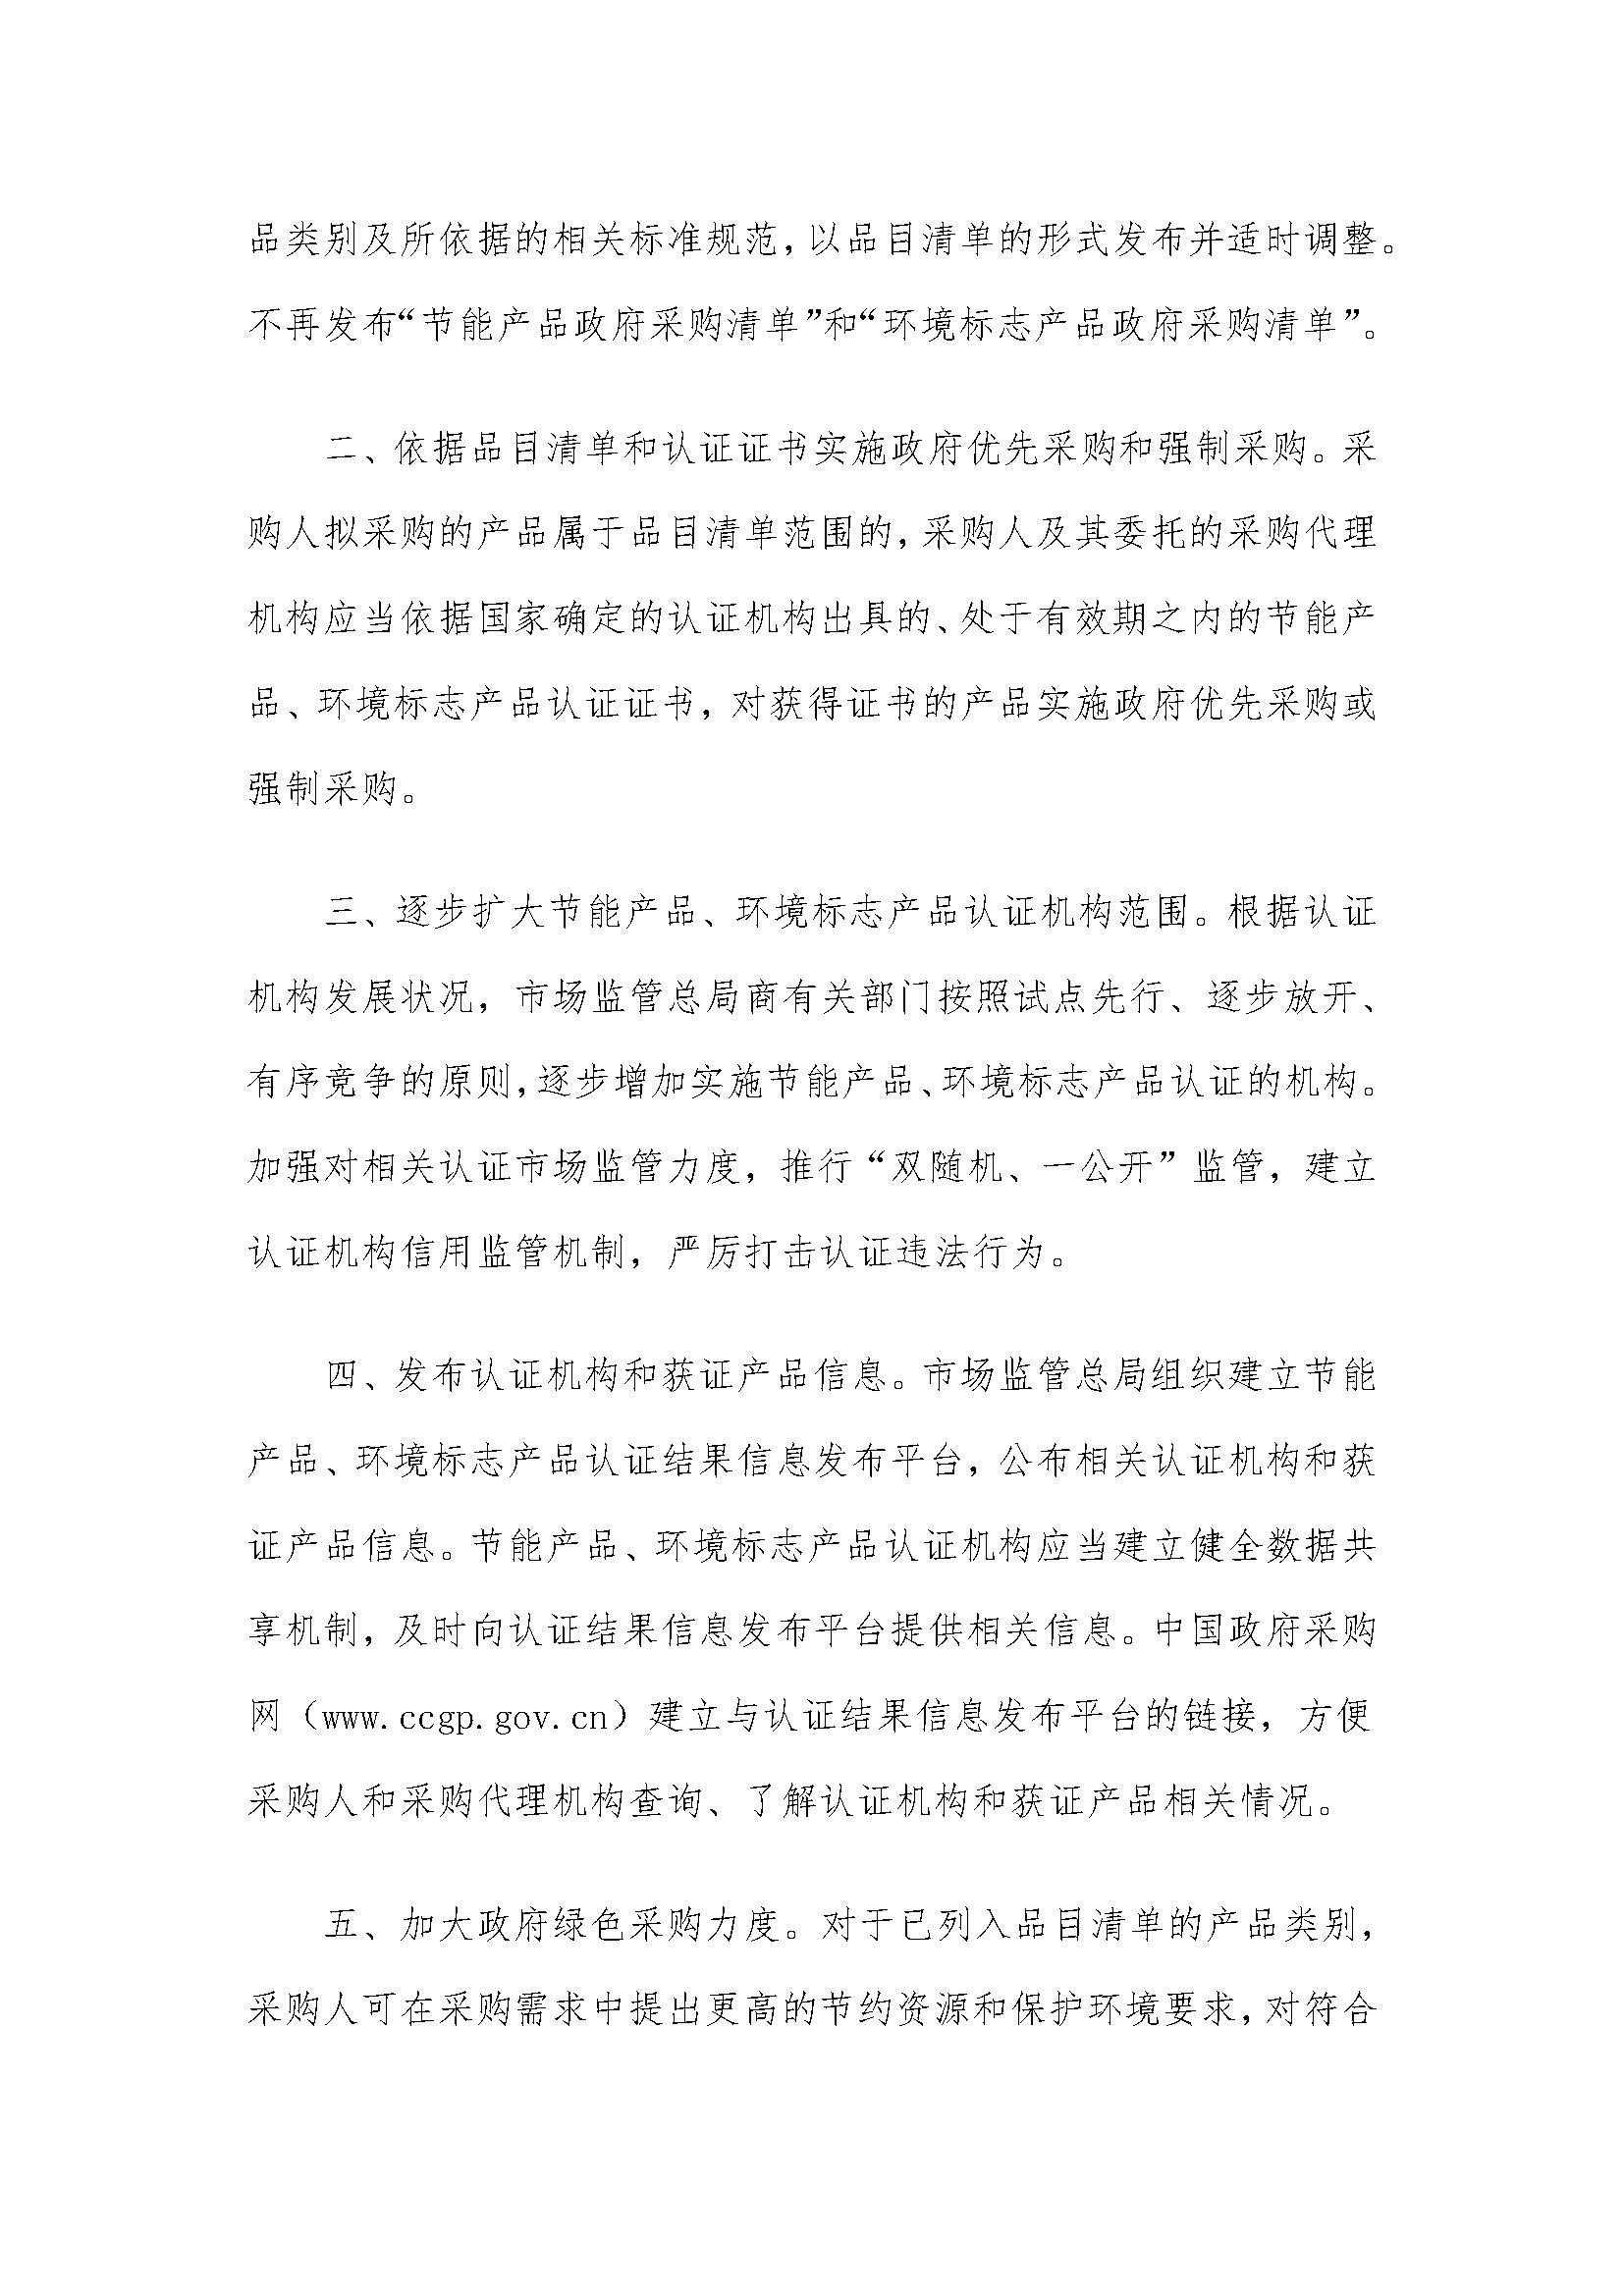 品类别及所依据的相关标准规范，以品目清单的形式发布并适时调整。
不再发布“节能产品政府采购清单”和“环境标志产品政府采购清单”。
二、依据品目清单和认证证书实施政府优先采购和强制采购。采
购人拟采购的产品属于品目清单范围的，采购人及其委托的采购代理
机构应当依据国家确定的认证机构出具的、处于有效期之内的节能产
品、环境标志产品认证证书，对获得证书的产品实施政府优先采购或
强制采购。
三、逐步扩大节能产品、环境标志产品认证机构范围。根据认证
机构发展状况，市场监管总局商有关部门按照试点先行、逐步放开、
有序竞争的原则，逐步增加实施节能产品、环境标志产品认证的机构。
加强对相关认证市场监管力度，推行“双随机、一公开”监管，建立
认证机构信用监管机制，严厉打击认证违法行为。
四、发布认证机构和获证产品信息。市场监管总局组织建立节能
产品、环境标志产品认证结果信息发布平台，公布相关认证机构和获
证产品信息。节能产品、环境标志产品认证机构应当建立健全数据共
享机制，及时向认证结果信息发布平台提供相关信息。中国政府采购
网（www.ccgp.gov.cn）建立与认证结果信息发布平台的链接，方便
采购人和采购代理机构查询、了解认证机构和获证产品相关情况。
五、加大政府绿色采购力度。对于已列入品目清单的产品类别，
采购人可在采购需求中提出更高的节约资源和保护环境要求，对符合